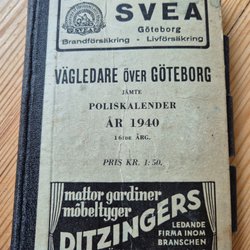 SVEA
Göteborg
Brandförsäkring - Livförsäkring
VÄGLEDARE ÖVER GÖTEBORG
JÄMTE
POLISKALENDER
ÅR 1940
16:de ÅRG.
PRIS KR. 1:50,
mattor gardiner
möbeltyger
DITZINGERS
LEDANDE
FIRMA INOM
BRANSCHEN